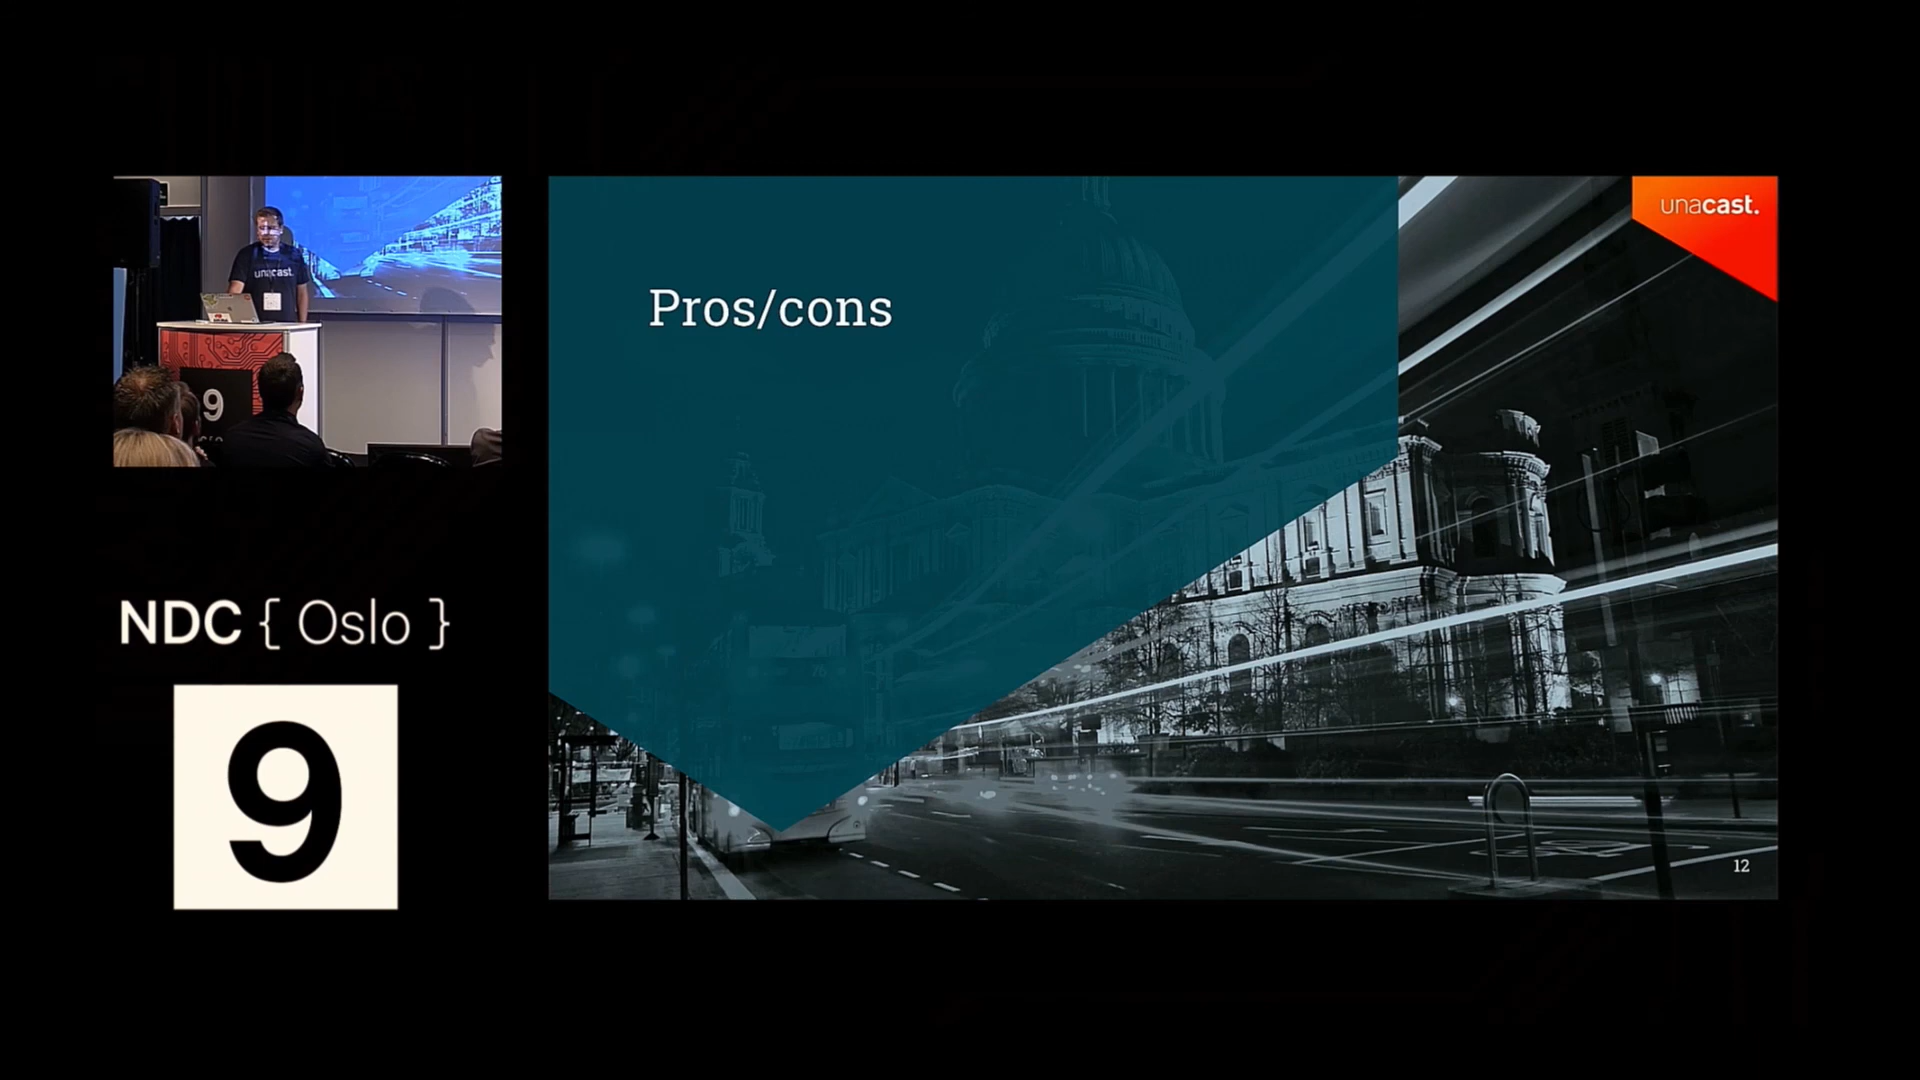 unacast.
9
NDC { Oslo }
9
Pros/cons
unacast.
12